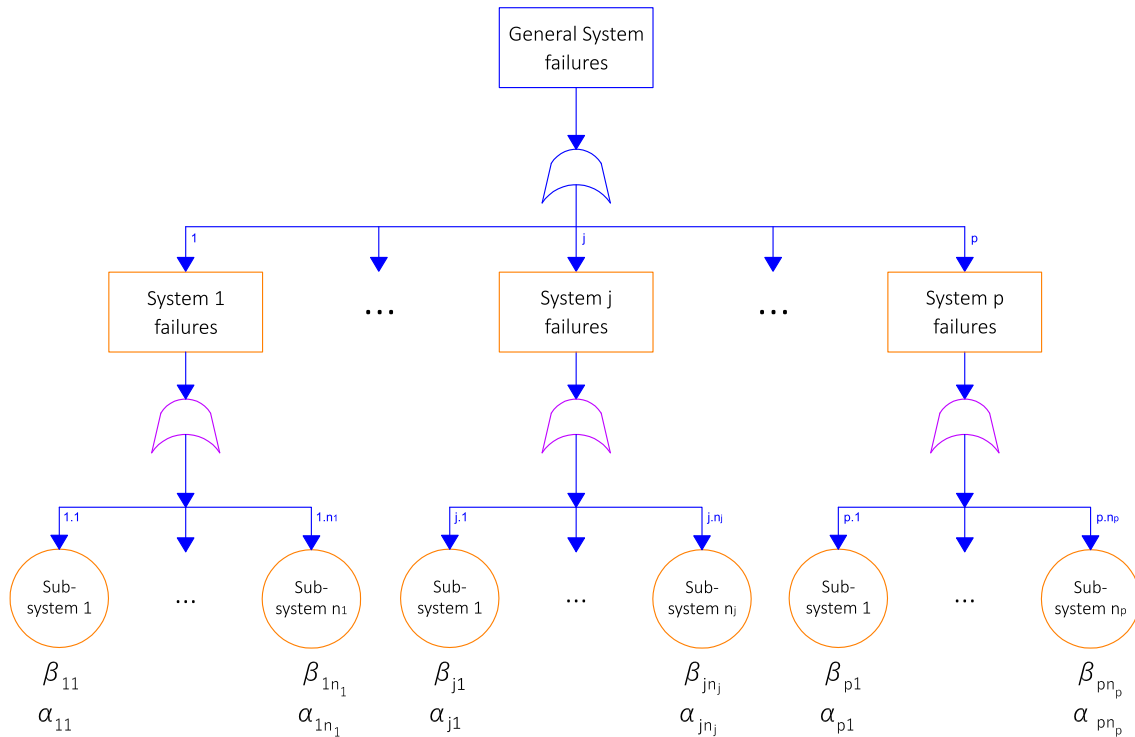 General System
failures
1
j
p
System 1
failures
...
System j
failures
...
System p
failures
1.1
1.n₁
j.1
j.nⱼ
p.1
p.nₚ
Sub-
system 1
...
Sub-
system n₁
Sub-
system 1
...
Sub-
system nⱼ
Sub-
system 1
...
Sub-
system nₚ
β₁₁
β₁ₙ₁
βⱼ₁
βⱼₙⱼ
βₚ₁
βₚₙₚ
α₁₁
α₁ₙ₁
αⱼ₁
αⱼₙⱼ
αₚ₁
αₚₙₚ